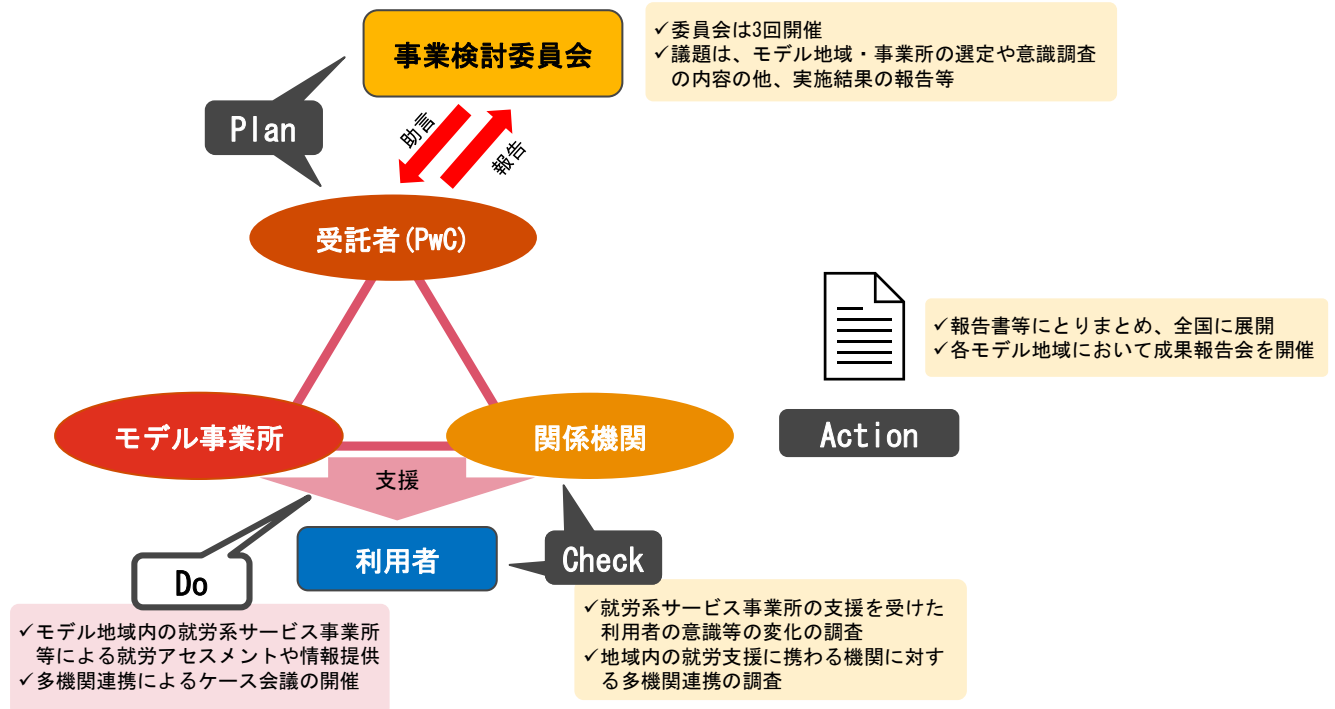 事業検討委員会
✓委員会は3回開催
✓議題は、モデル地域・事業所の選定や意識調査
の内容の他、実施結果の報告等
Plan
助言
報告
受託者(PwC)
✓報告書等にとりまとめ、全国に展開
✓各モデル地域において成果報告会を開催
Action
モデル事業所
関係機関
支援
利用者
Do
✓モデル地域内の就労系サービス事業所
等による就労アセスメントや情報提供
✓多機関連携によるケース会議の開催
Check
✓就労系サービス事業所の支援を受けた
利用者の意識等の変化の調査
✓地域内の就労支援に携わる機関に対す
る多機関連携の調査